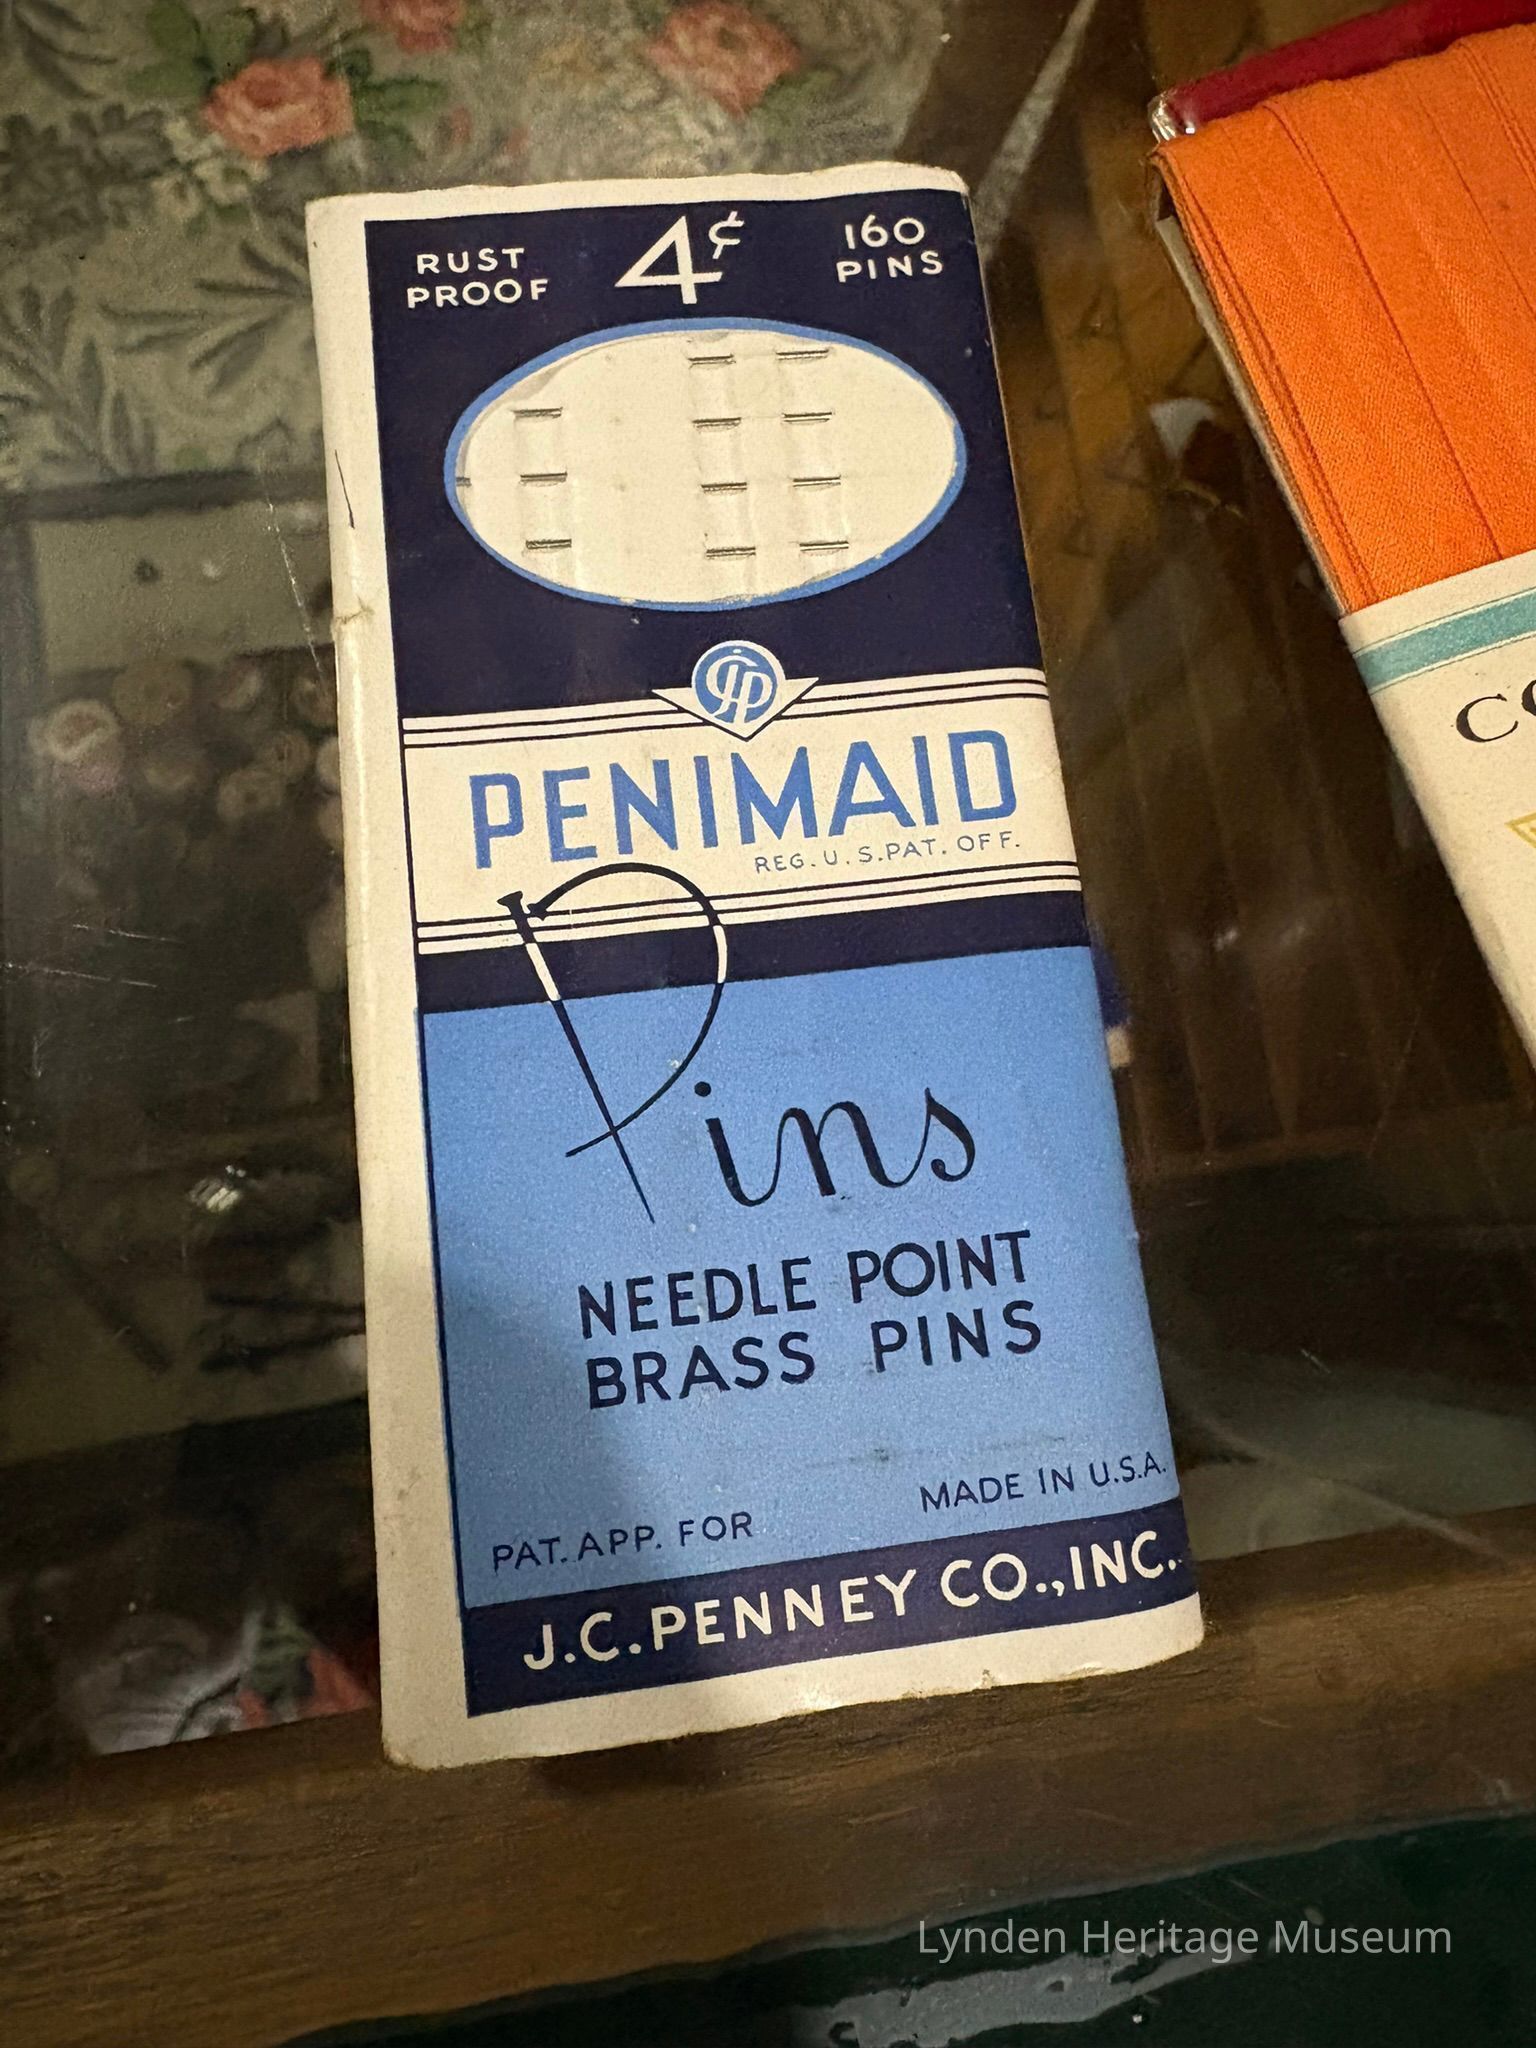 RUST PROOF
4¢
160 PINS
JCP
PENIMAID
REG. U. S. PAT. OFF.
Pins
NEEDLE POINT
BRASS PINS
PAT. APP. FOR
MADE IN U.S.A.
J.C. PENNEY CO., INC.
Lynden Heritage Museum